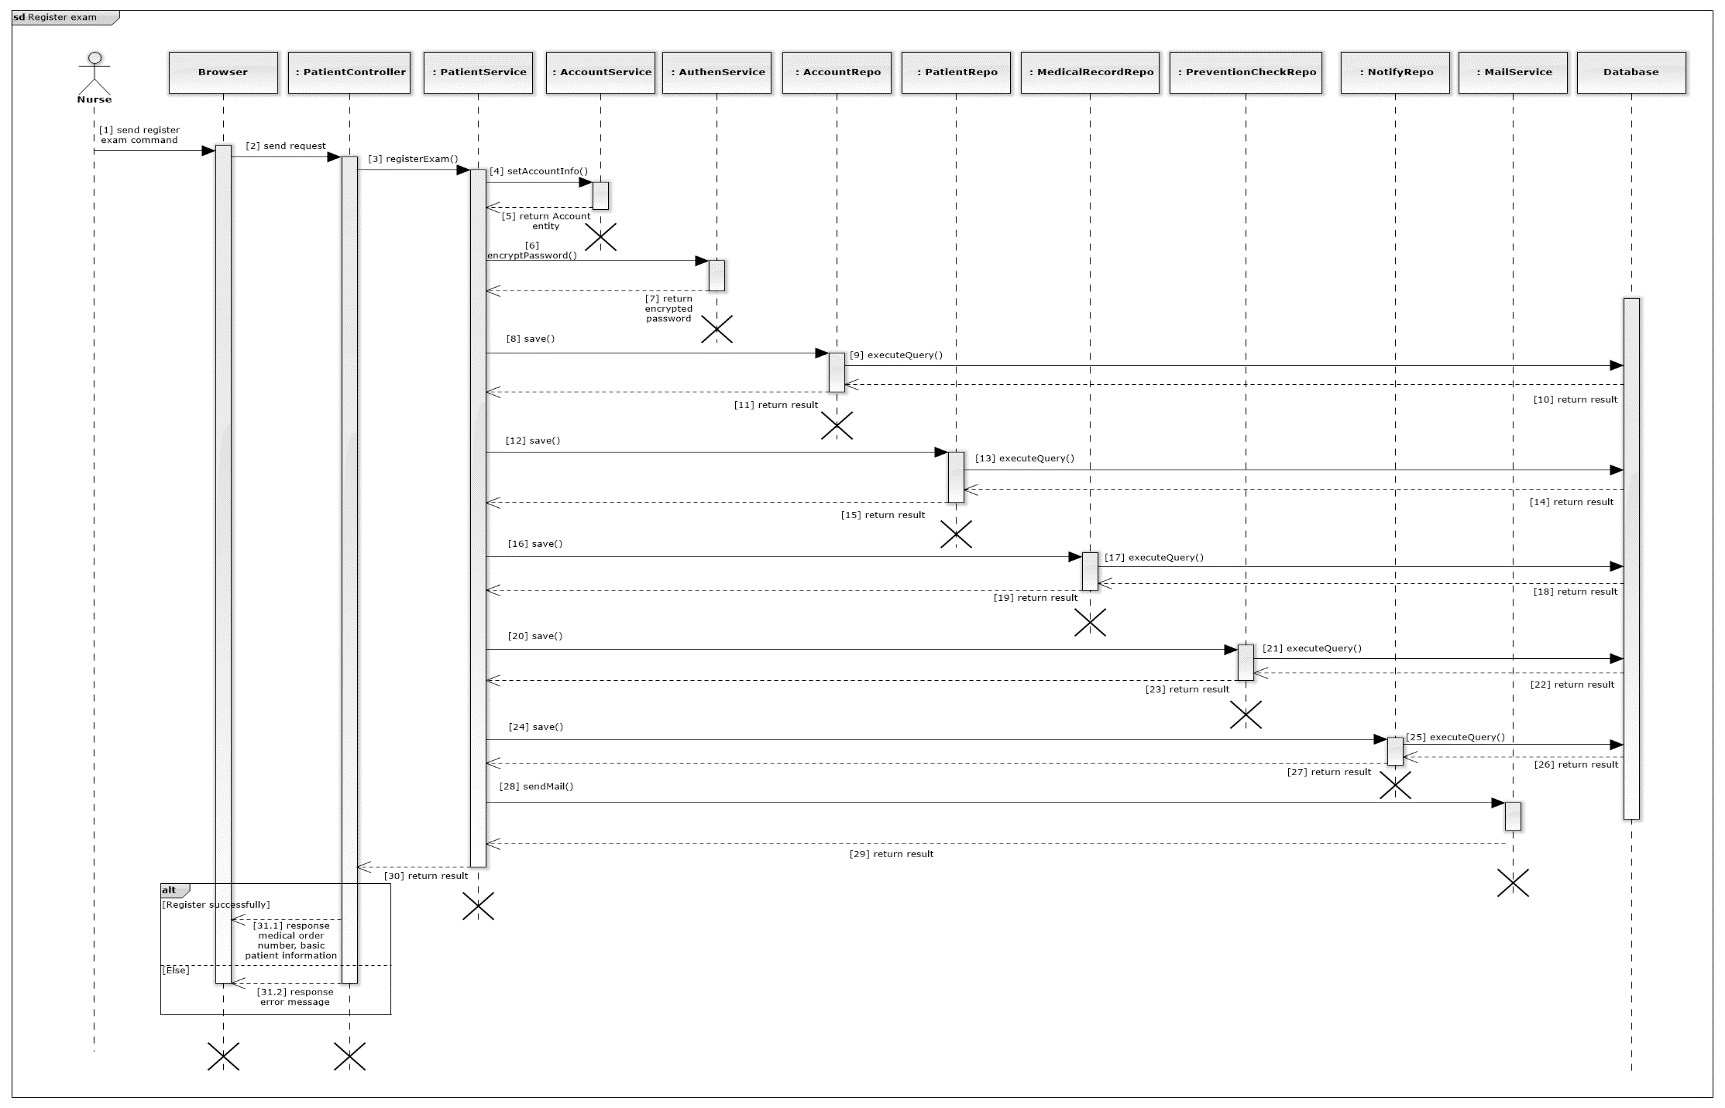 sd Register exam
Nurse
Browser
: PatientController
: PatientService
: AccountService
: AuthenService
: AccountRepo
: PatientRepo
: MedicalRecordRepo
: PreventionCheckRepo
: NotifyRepo
: MailService
Database
[1] send register
exam command
[2] send request
[3] registerExam()
[4] setAccountInfo()
[5] return Account
entity
[6]
encryptPassword()
[7] return
encrypted
password
[8] save()
[9] executeQuery()
[10] return result
[11] return result
[12] save()
[13] executeQuery()
[14] return result
[15] return result
[16] save()
[17] executeQuery()
[18] return result
[19] return result
[20] save()
[21] executeQuery()
[22] return result
[23] return result
[24] save()
[25] executeQuery()
[26] return result
[27] return result
[28] sendMail()
[29] return result
[30] return result
alt
[Register successfully]
[31.1] response
medical order
number, basic
patient information
[Else]
[31.2] response
error message